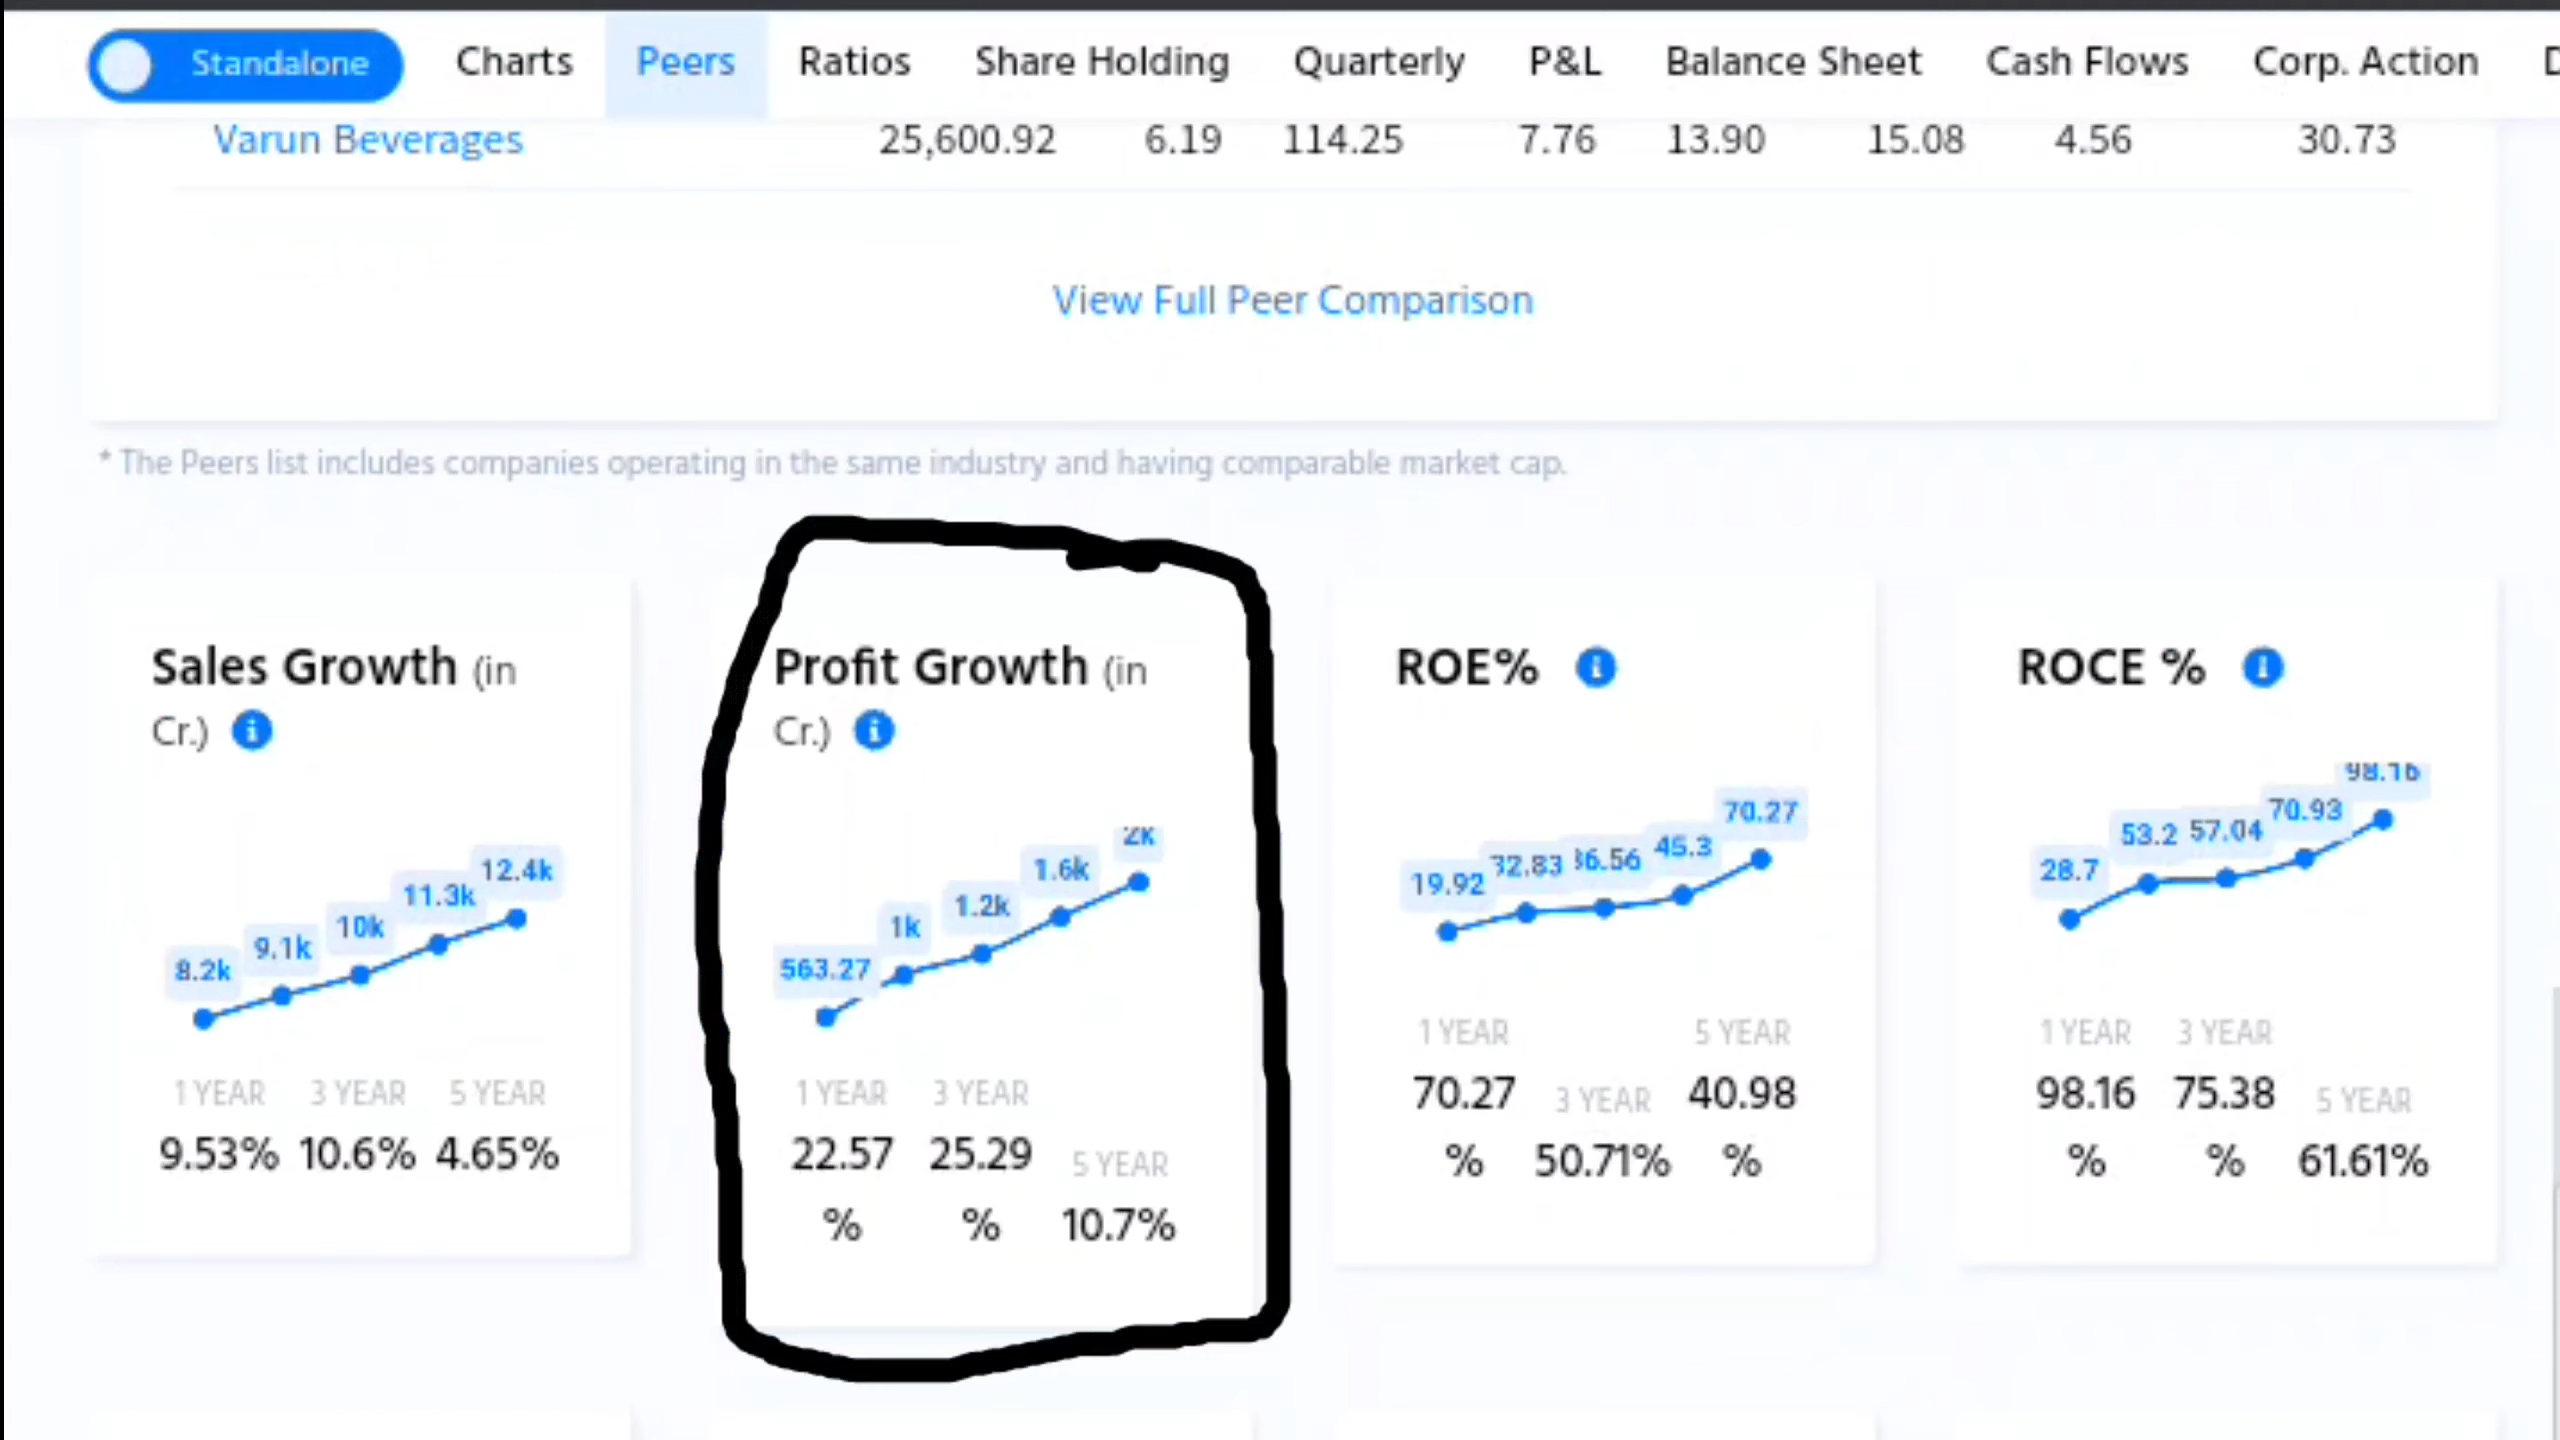 Standalone Charts Peers Ratios Share Holding Quarterly P&L Balance Sheet Cash Flows Corp. Action
Varun Beverages 25,600.92 6.19 114.25 7.76 13.90 15.08 4.56 30.73
View Full Peer Comparison
* The Peers list includes companies operating in the same industry and having comparable market cap.
Sales Growth (in
Cr.)
8.2k 9.1k 10k 11.3k 12.4k
1 YEAR 3 YEAR 5 YEAR
9.53% 10.6% 4.65%
Profit Growth (in
Cr.)
563.27 1k 1.2k 1.6k 2k
1 YEAR 3 YEAR 5 YEAR
22.57 % 25.29 % 10.7%
ROE%
19.92 32.83 36.56 45.3 70.27
1 YEAR 3 YEAR 5 YEAR
70.27 % 50.71% 40.98 %
ROCE %
28.7 53.2 57.04 70.93 98.16
1 YEAR 3 YEAR 5 YEAR
98.16 % 75.38 % 61.61%